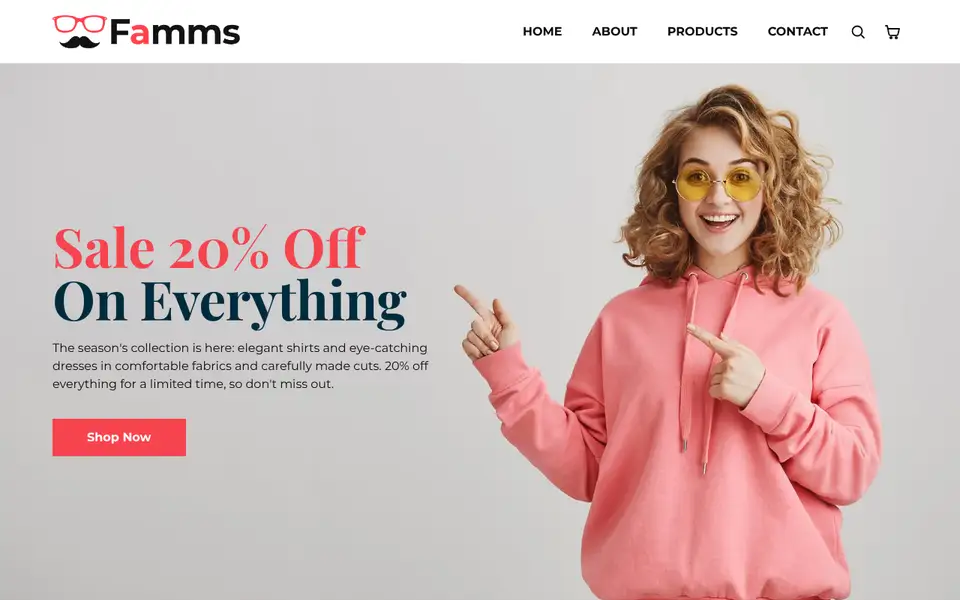 Famms
HOME
ABOUT
PRODUCTS
CONTACT
Sale 20% Off
On Everything
The season's collection is here: elegant shirts and eye-catching
dresses in comfortable fabrics and carefully made cuts. 20% off
everything for a limited time, so don't miss out.
Shop Now